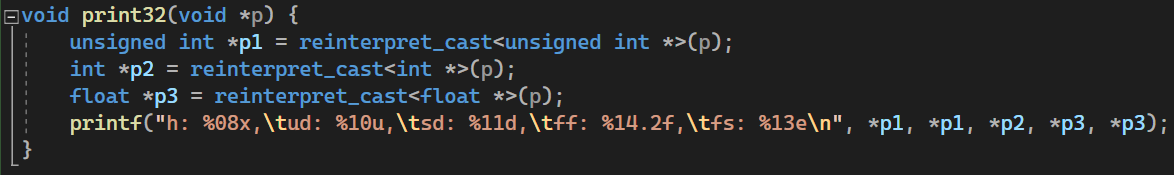 void print32(void *p) {
    unsigned int *p1 = reinterpret_cast<unsigned int *>(p);
    int *p2 = reinterpret_cast<int *>(p);
    float *p3 = reinterpret_cast<float *>(p);
    printf("h: %08x,\tud: %10u,\tsd: %11d,\tff: %14.2f,\tfs: %13e\n", *p1, *p1, *p2, *p3, *p3);
}